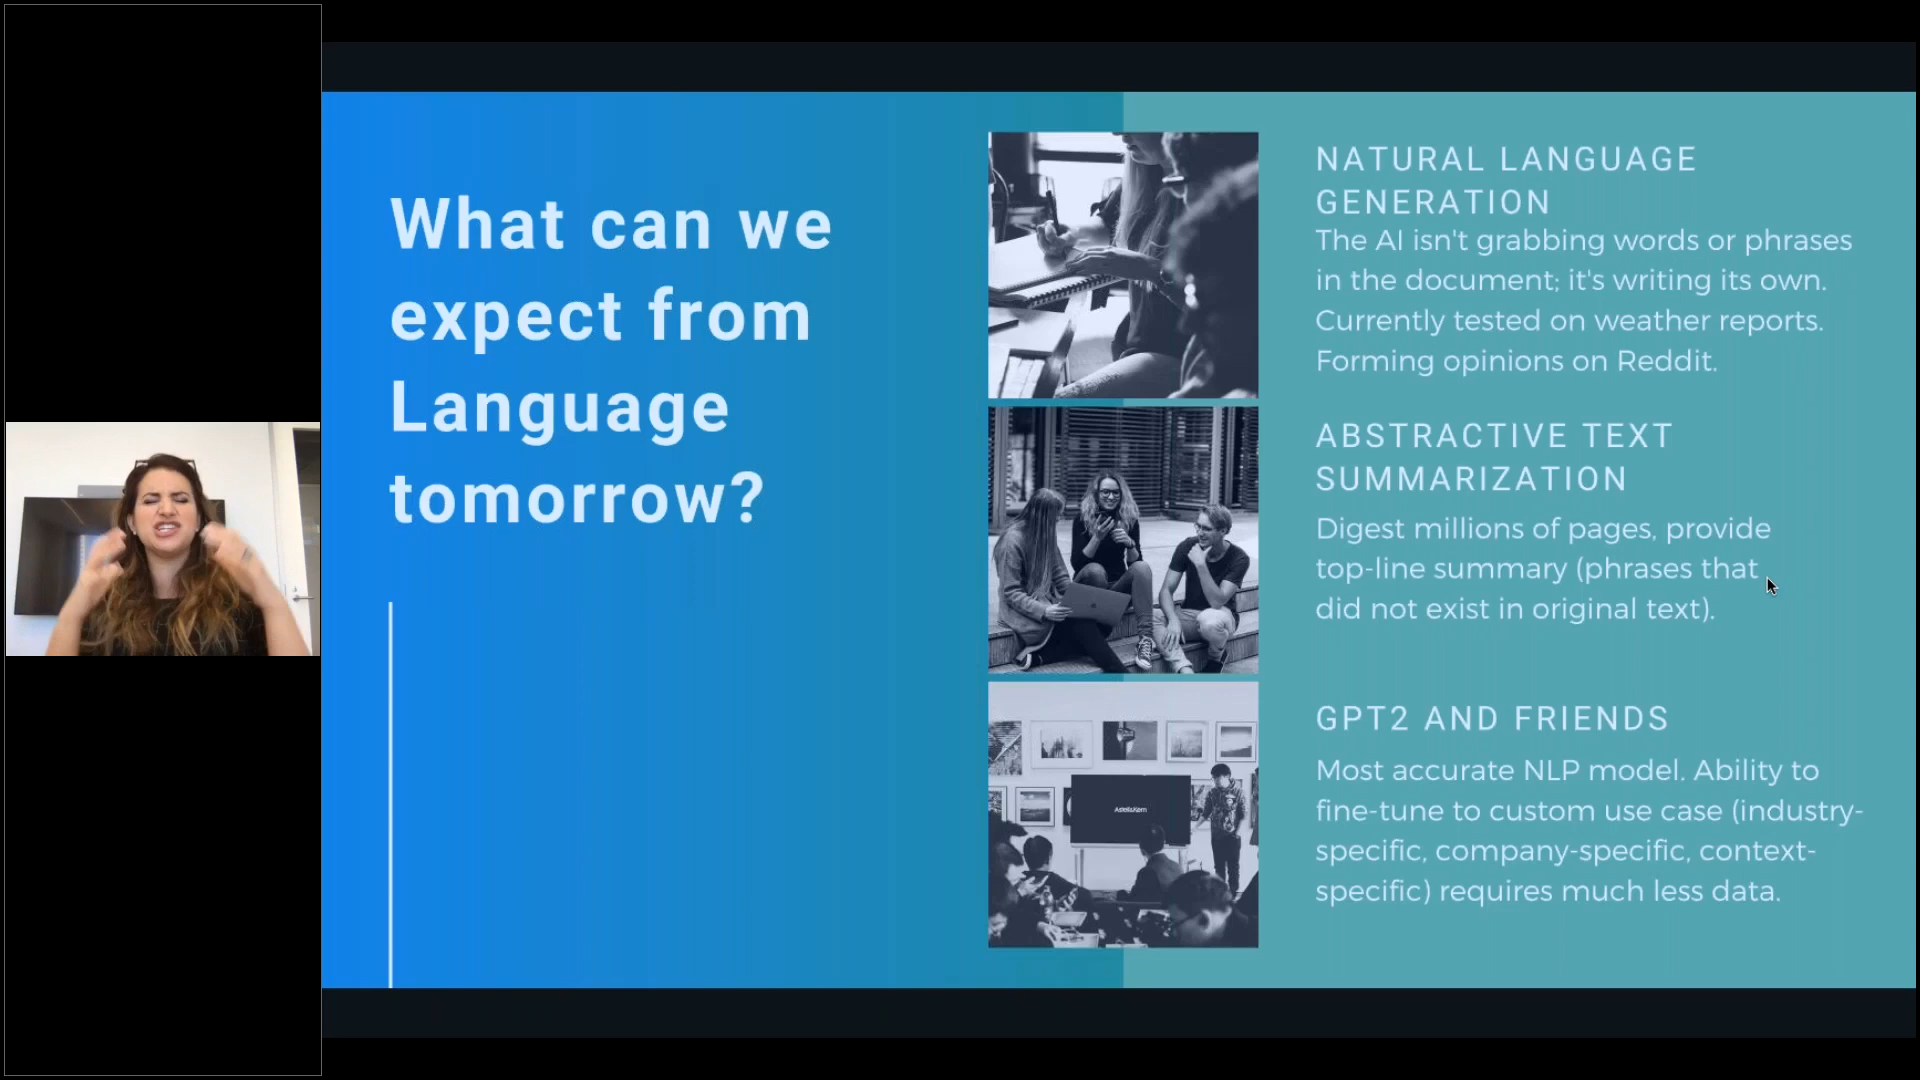 What can we
expect from
Language
tomorrow?
NATURAL LANGUAGE
GENERATION
The AI isn't grabbing words or phrases
in the document; it's writing its own.
Currently tested on weather reports.
Forming opinions on Reddit.
ABSTRACTIVE TEXT
SUMMARIZATION
Digest millions of pages, provide
top-line summary (phrases that
did not exist in original text).
GPT2 AND FRIENDS
Most accurate NLP model. Ability to
fine-tune to custom use case (industry-
specific, company-specific, context-
specific) requires much less data.